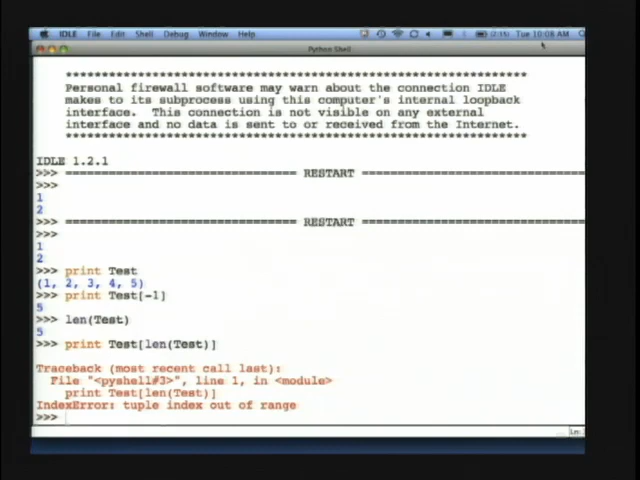 IDLE File Edit Shell Debug Window Help Tue 10:08 AM
Python Shell
****************************************************************
Personal firewall software may warn about the connection IDLE
makes to its subprocess using this computer's internal loopback
interface. This connection is not visible on any external
interface and no data is sent to or received from the Internet.
****************************************************************
IDLE 1.2.1
>>> ================================ RESTART ================================
>>>
1
2
>>> ================================ RESTART ================================
>>>
1
2
>>> print Test
(1, 2, 3, 4, 5)
>>> print Test[-1]
5
>>> len(Test)
5
>>> print Test[len(Test)]
Traceback (most recent call last):
File "<pyshell#3>", line 1, in <module>
print Test[len(Test)]
IndexError: tuple index out of range
>>>
Ln: